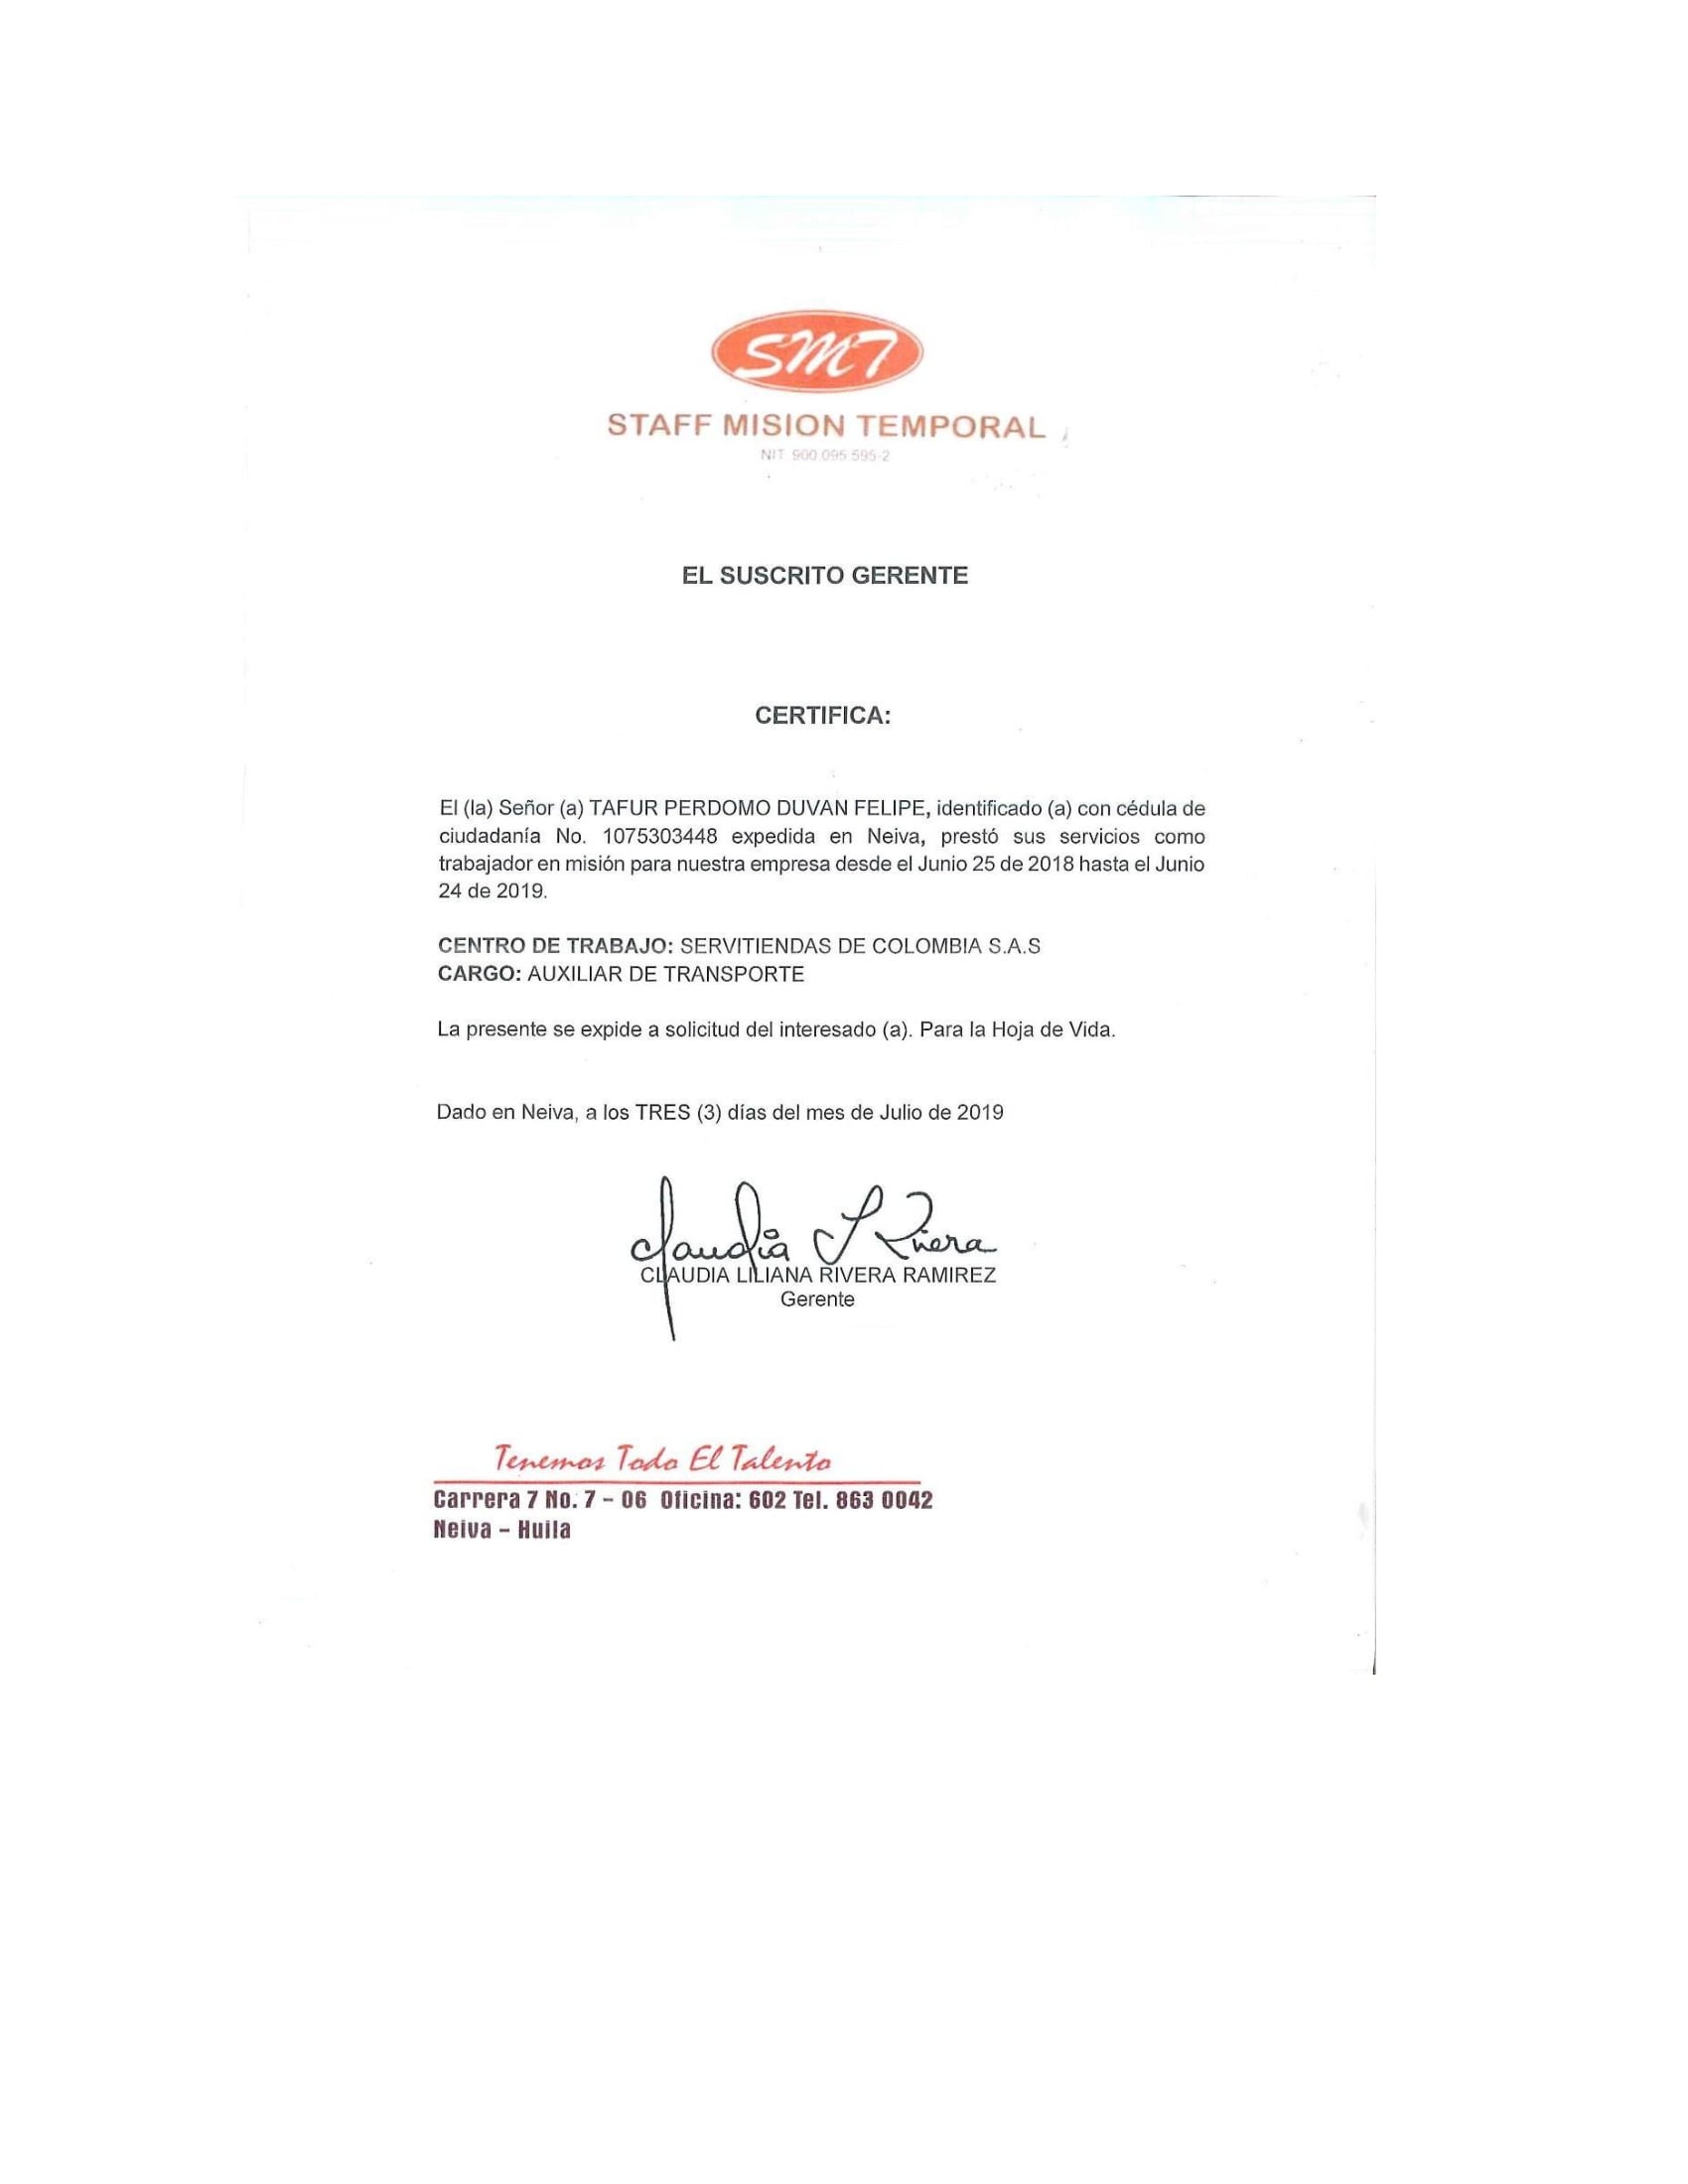 SMT
STAFF MISION TEMPORAL
NIT 900.095.595-2
EL SUSCRITO GERENTE
CERTIFICA:
El (la) Señor (a) TAFUR PERDOMO DUVAN FELIPE, identificado (a) con cédula de
ciudadanía No. 1075303448 expedida en Neiva, prestó sus servicios como
trabajador en misión para nuestra empresa desde el Junio 25 de 2018 hasta el Junio
24 de 2019.
CENTRO DE TRABAJO: SERVITIENDAS DE COLOMBIA S.A.S
CARGO: AUXILIAR DE TRANSPORTE
La presente se expide a solicitud del interesado (a). Para la Hoja de Vida.
Dado en Neiva, a los TRES (3) días del mes de Julio de 2019
Claudia L Rivera
CLAUDIA LILIANA RIVERA RAMIREZ
Gerente
Tenemos Todo El Talento
Carrera 7 No. 7 - 06 Oficina: 602 Tel. 863 0042
Neiva - Huila